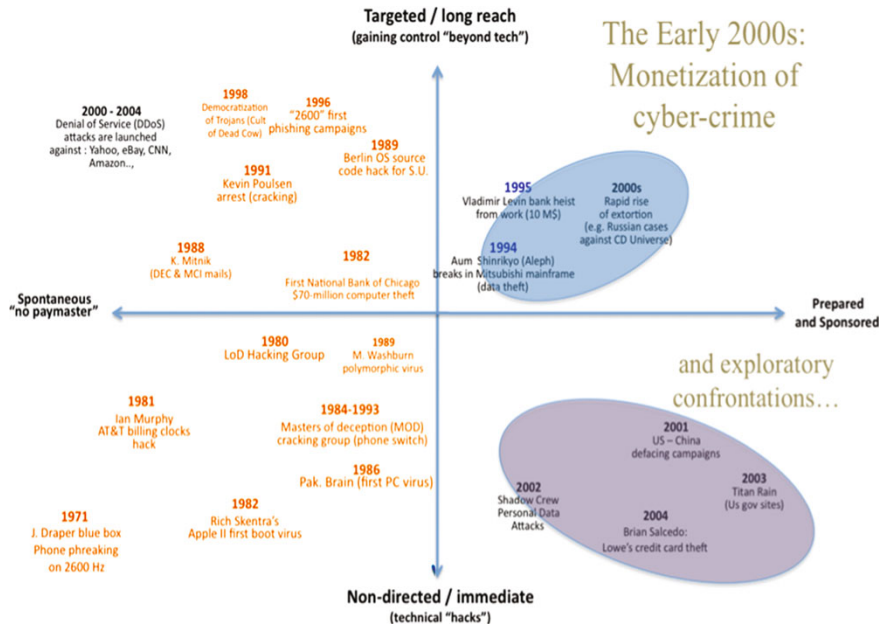 Targeted / long reach
(gaining control “beyond tech”)
The Early 2000s:
Monetization of
cyber-crime
2000 - 2004
Denial of Service (DDoS)
attacks are launched
against : Yahoo, eBay, CNN,
Amazon..,
1998
Democratization
of Trojans (Cult
of Dead Cow)
1996
“2600” first
phishing campaigns
1989
Berlin OS source
code hack for S.U.
1991
Kevin Poulsen
arrest (cracking)
1995
Vladimir Levin bank heist
from work (10 M$)
2000s
Rapid rise
of extortion
(e.g. Russian cases
against CD Universe)
1988
K. Mitnik
(DEC & MCI mails)
1982
First National Bank of Chicago
$70-million computer theft
1994
Aum Shinrikyo (Aleph)
breaks in Mitsubishi mainframe
(data theft)
Spontaneous
“no paymaster”
Prepared
and Sponsored
1980
LoD Hacking Group
1989
M. Washburn
polymorphic virus
and exploratory
confrontations…
1981
Ian Murphy
AT&T billing clocks
hack
1984-1993
Masters of deception (MOD)
cracking group (phone switch)
2001
US – China
defacing campaigns
1986
Pak. Brain (first PC virus)
2002
Shadow Crew
Personal Data
Attacks
2003
Titan Rain
(Us gov sites)
1971
J. Draper blue box
Phone phreaking
on 2600 Hz
1982
Rich Skentra’s
Apple II first boot virus
2004
Brian Salcedo:
Lowe’s credit card theft
Non-directed / immediate
(technical “hacks”)